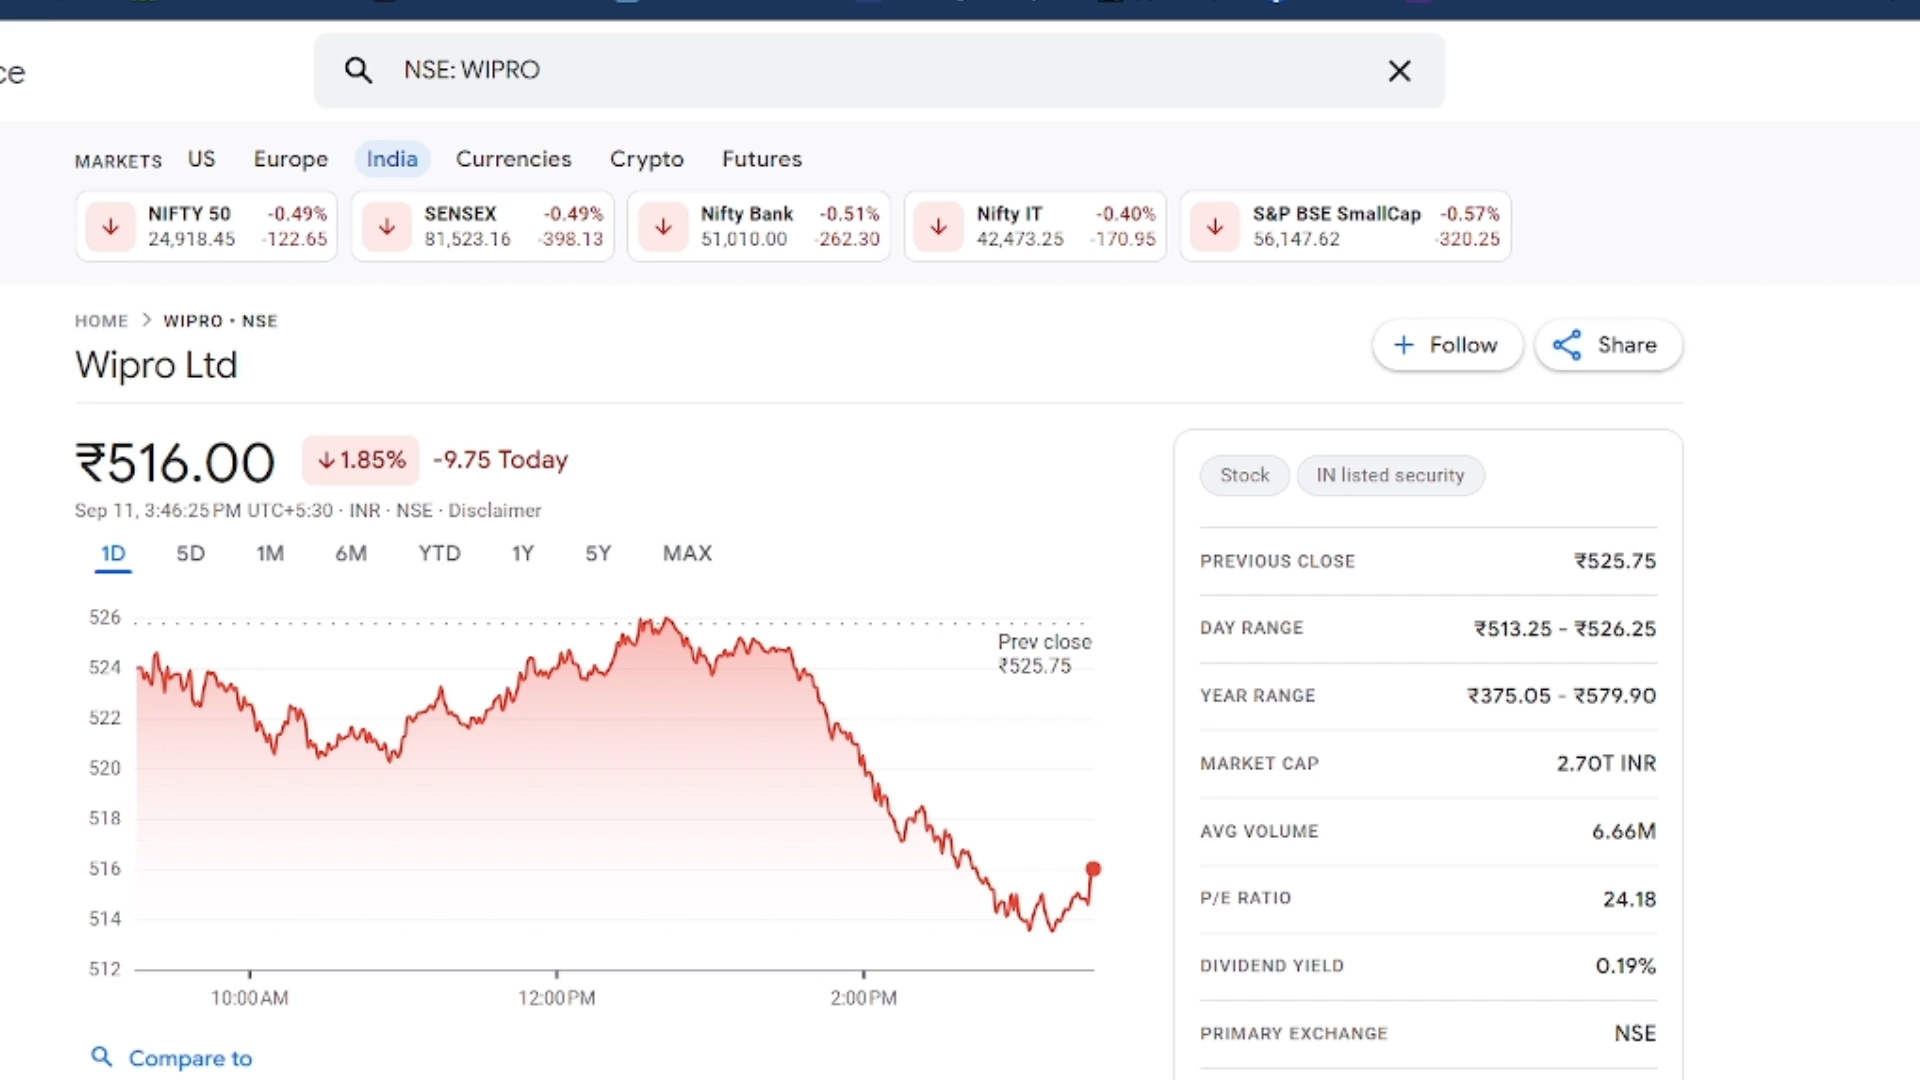 ce
NSE: WIPRO
MARKETS US Europe India Currencies Crypto Futures
NIFTY 50 -0.49%
24,918.45 -122.65
SENSEX -0.49%
81,523.16 -398.13
Nifty Bank -0.51%
51,010.00 -262.30
Nifty IT -0.40%
42,473.25 -170.95
S&P BSE SmallCap -0.57%
56,147.62 -320.25
HOME > WIPRO • NSE
Wipro Ltd
Follow
Share
₹516.00 ↓1.85% -9.75 Today
Sep 11, 3:46:25 PM UTC+5:30 · INR · NSE · Disclaimer
1D 5D 1M 6M YTD 1Y 5Y MAX
526
524
522
520
518
516
514
512
Prev close
₹525.75
10:00 AM 12:00 PM 2:00 PM
Compare to
Stock IN listed security
PREVIOUS CLOSE ₹525.75
DAY RANGE ₹513.25 - ₹526.25
YEAR RANGE ₹375.05 - ₹579.90
MARKET CAP 2.70T INR
AVG VOLUME 6.66M
P/E RATIO 24.18
DIVIDEND YIELD 0.19%
PRIMARY EXCHANGE NSE